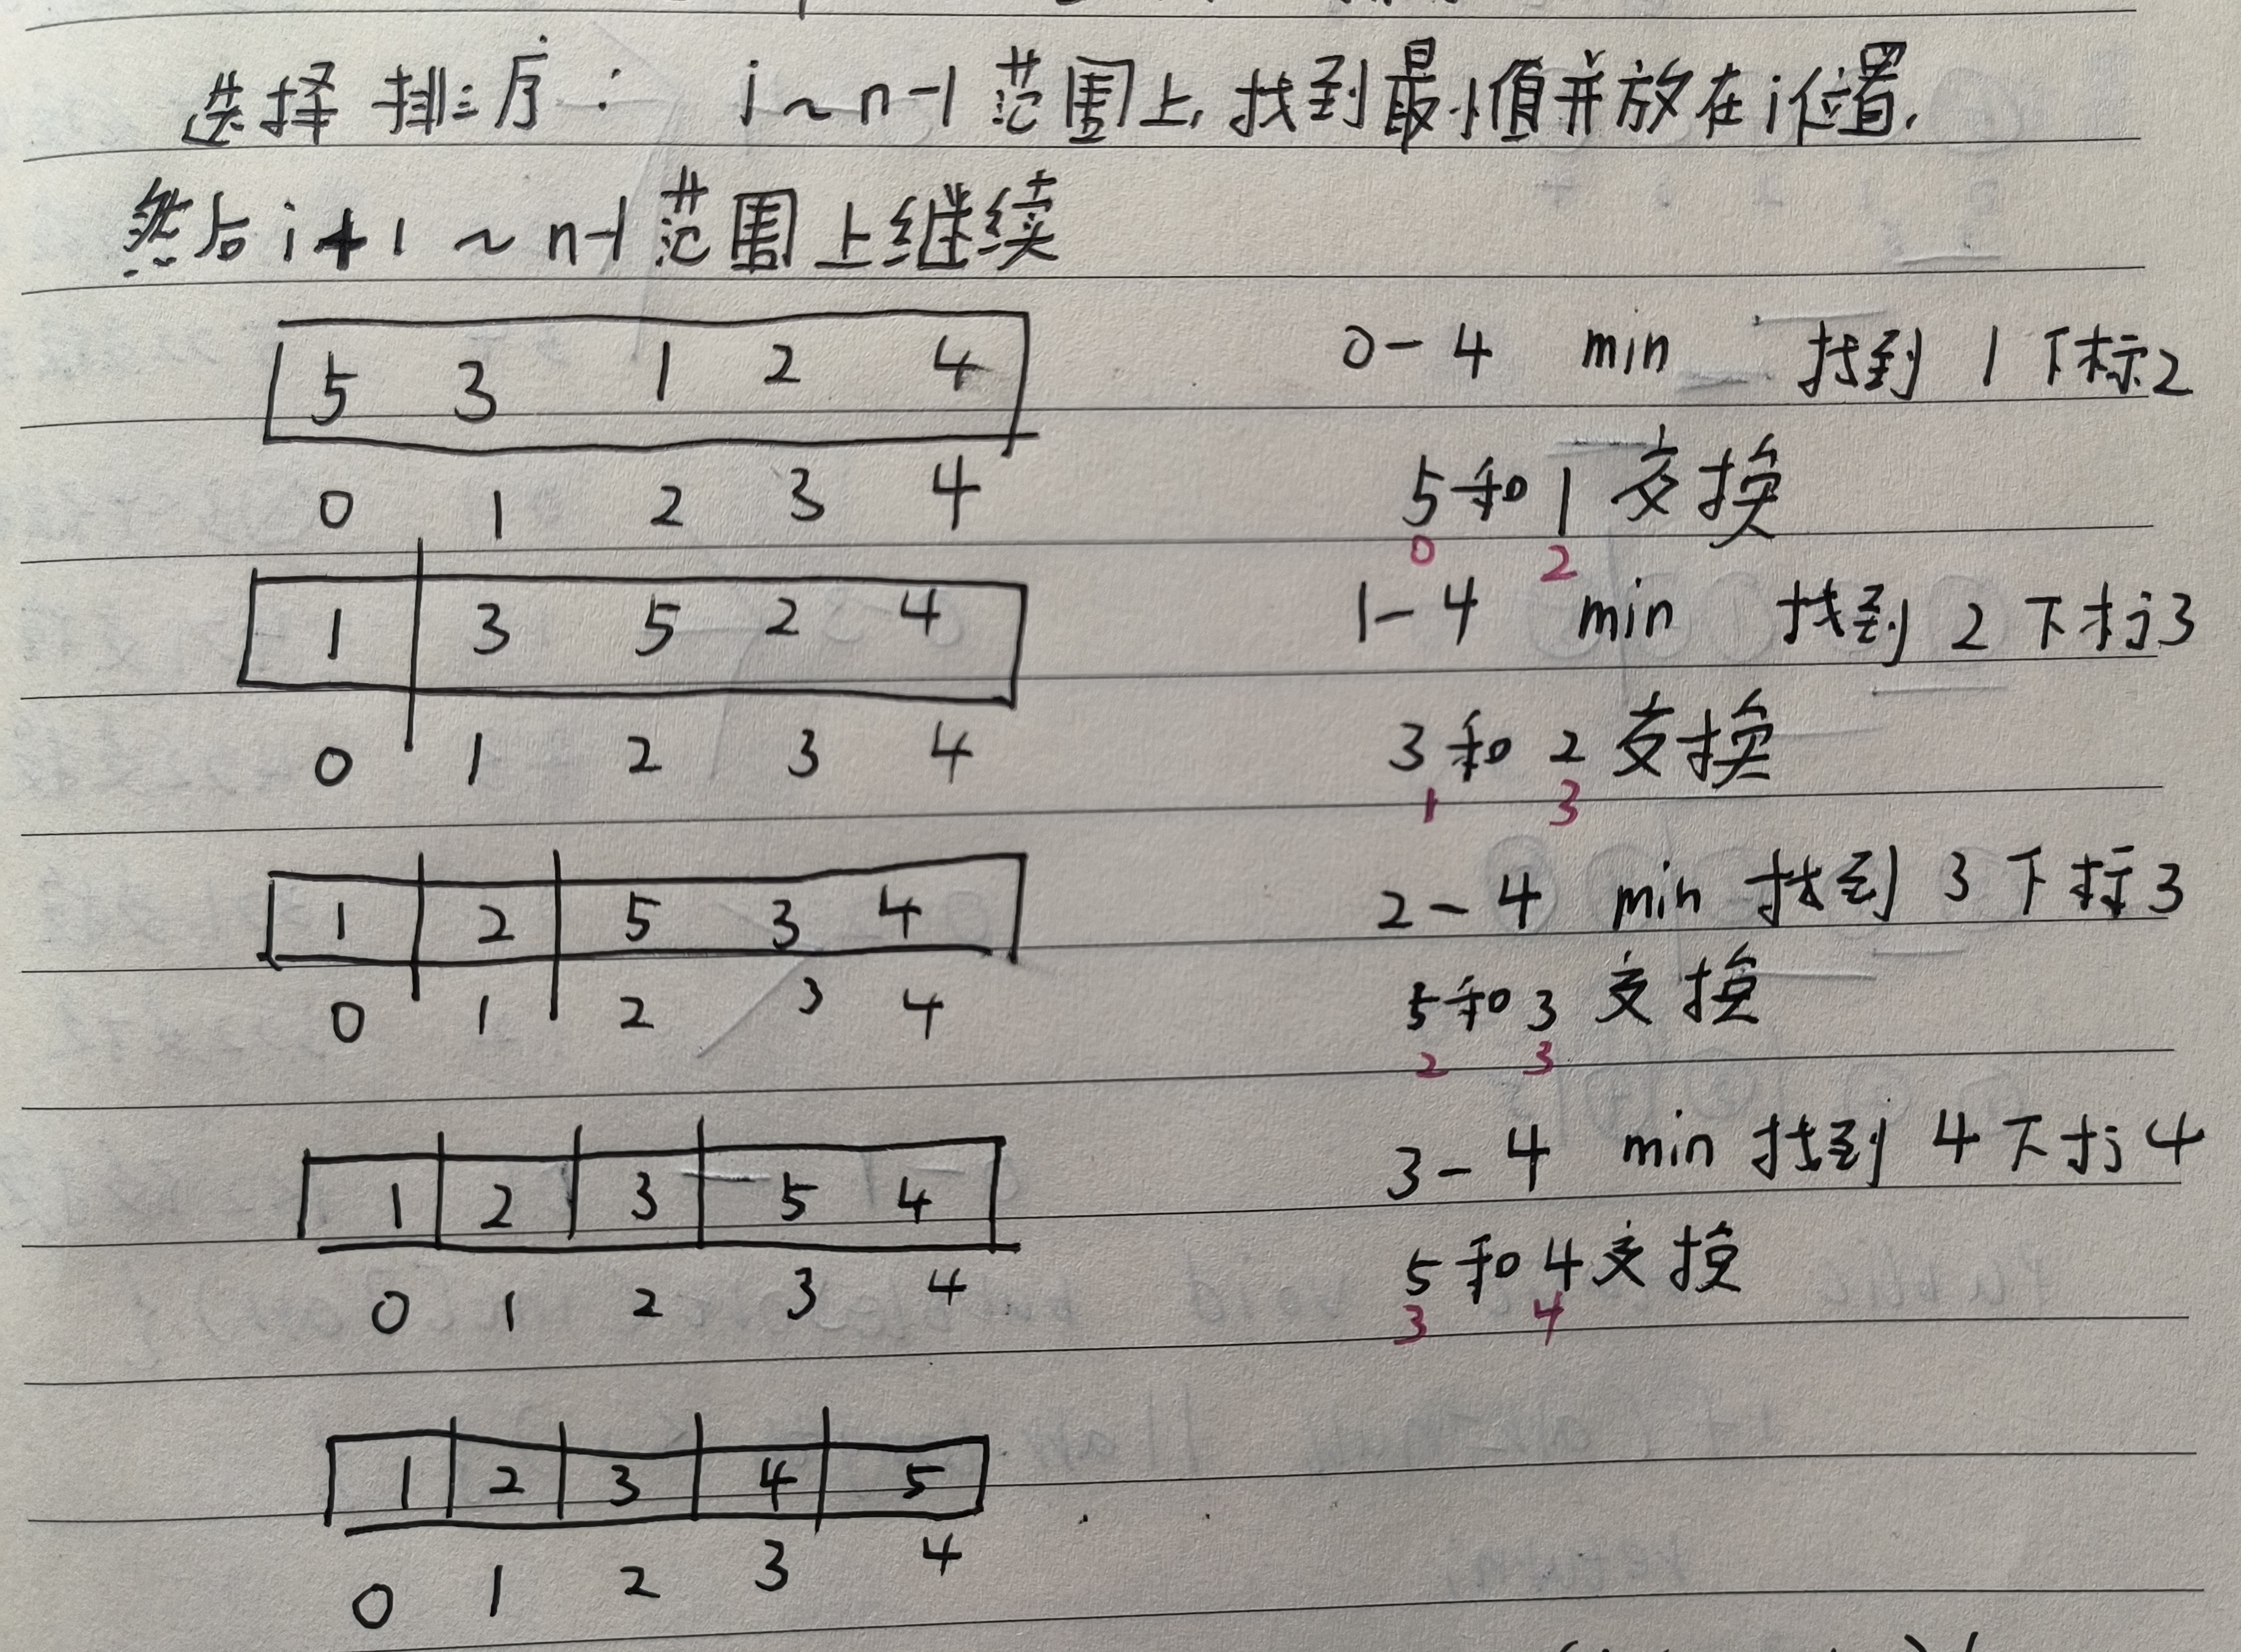 选择排序： i~n-1范围上，找到最小值并放在i位置，
然后i+1~n-1范围上继续
5 3 1 2 4 0-4 min 找到 1 下标2
0 1 2 3 4 5和1交换
0 2
1 3 5 2 4 1-4 min 找到 2 下标3
0 1 2 3 4 3和2交换
1 3
1 2 5 3 4 2-4 min 找到 3 下标3
0 1 2 3 4 5和3交换
2 3
1 2 3 5 4 3-4 min 找到 4 下标4
0 1 2 3 4 5和4交换
3 4
1 2 3 4 5
0 1 2 3 4